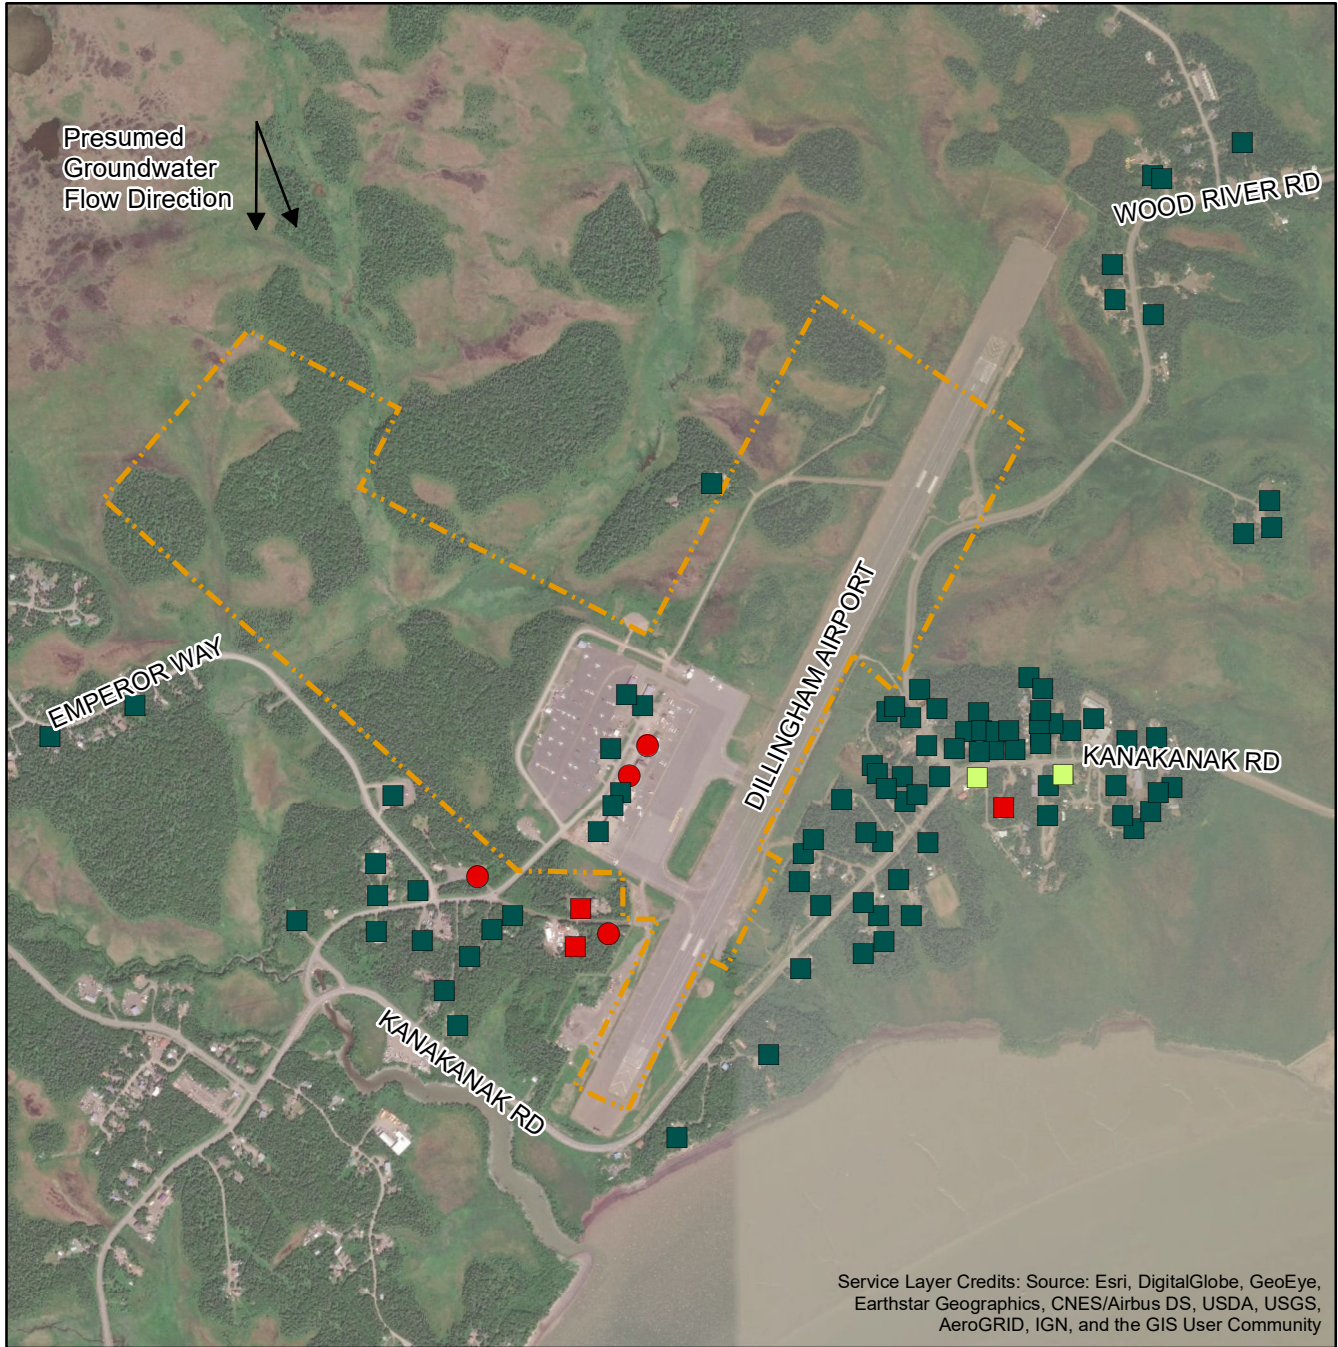 Presumed
Groundwater
Flow Direction
WOOD RIVER RD
EMPEROR WAY
DILLINGHAM AIRPORT
KANAKANAK RD
KANAKANAK RD
Service Layer Credits: Source: Esri, DigitalGlobe, GeoEye,
Earthstar Geographics, CNES/Airbus DS, USDA, USGS,
AeroGRID, IGN, and the GIS User Community